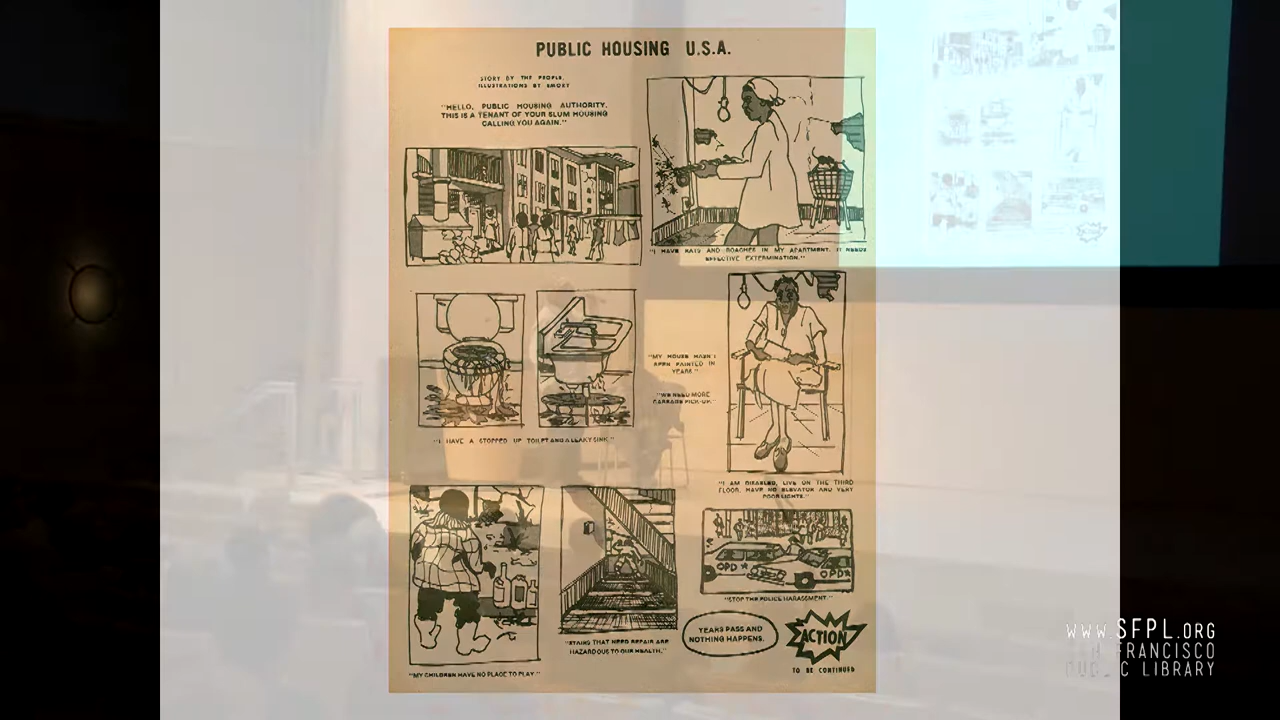 PUBLIC HOUSING U.S.A.
STORY BY THE PEOPLE,
ILLUSTRATIONS BY EMORY
"HELLO, PUBLIC HOUSING AUTHORITY.
THIS IS A TENANT OF YOUR SLUM HOUSING
CALLING YOU AGAIN."
"I HAVE RATS AND ROACHES IN MY APARTMENT. IT NEEDS
EFFECTIVE EXTERMINATION."
"I HAVE A STOPPED UP TOILET AND A LEAKY SINK."
"MY HOUSE HASN'T
BEEN PAINTED IN
YEARS."
"WE NEED MORE
GARBAGE PICK-UP."
"I AM DISABLED, LIVE ON THE THIRD
FLOOR, HAVE NO ELEVATOR AND VERY
POOR LIGHTS."
"MY CHILDREN HAVE NO PLACE TO PLAY."
"STAIRS THAT NEED REPAIR ARE
HAZARDOUS TO OUR HEALTH."
OPD
OPD
"STOP THE POLICE HARASSMENT."
YEARS PASS AND
NOTHING HAPPENS.
ACTION
TO BE CONTINUED
WWW.SFPL.ORG
SAN FRANCISCO
PUBLIC LIBRARY